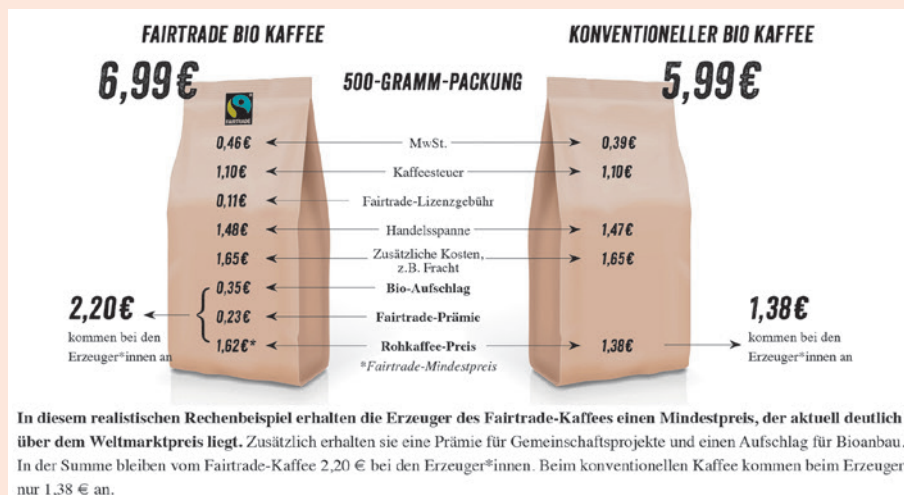 FAIRTRADE BIO KAFFEE
6,99€
500-GRAMM-PACKUNG
KONVENTIONELLER BIO KAFFEE
5,99€
FAIRTRADE
0,46€ MwSt. 0,39€
1,10€ Kaffeesteuer 1,10€
0,11€ Fairtrade-Lizenzgebühr
1,48€ Handelsspanne 1,47€
1,65€ Zusätzliche Kosten, 1,65€
z.B. Fracht
0,35€ Bio-Aufschlag
0,23€ Fairtrade-Prämie
1,62€* Rohkaffee-Preis 1,38€
*Fairtrade-Mindestpreis
2,20€
kommen bei den
Erzeuger*innen an
1,38€
kommen bei den
Erzeuger*innen an
In diesem realistischen Rechenbeispiel erhalten die Erzeuger des Fairtrade-Kaffees einen Mindestpreis, der aktuell deutlich
über dem Weltmarktpreis liegt. Zusätzlich erhalten sie eine Prämie für Gemeinschaftsprojekte und einen Aufschlag für Bioanbau.
In der Summe bleiben vom Fairtrade-Kaffee 2,20 € bei den Erzeuger*innen. Beim konventionellen Kaffee kommen beim Erzeuger
nur 1,38 € an.